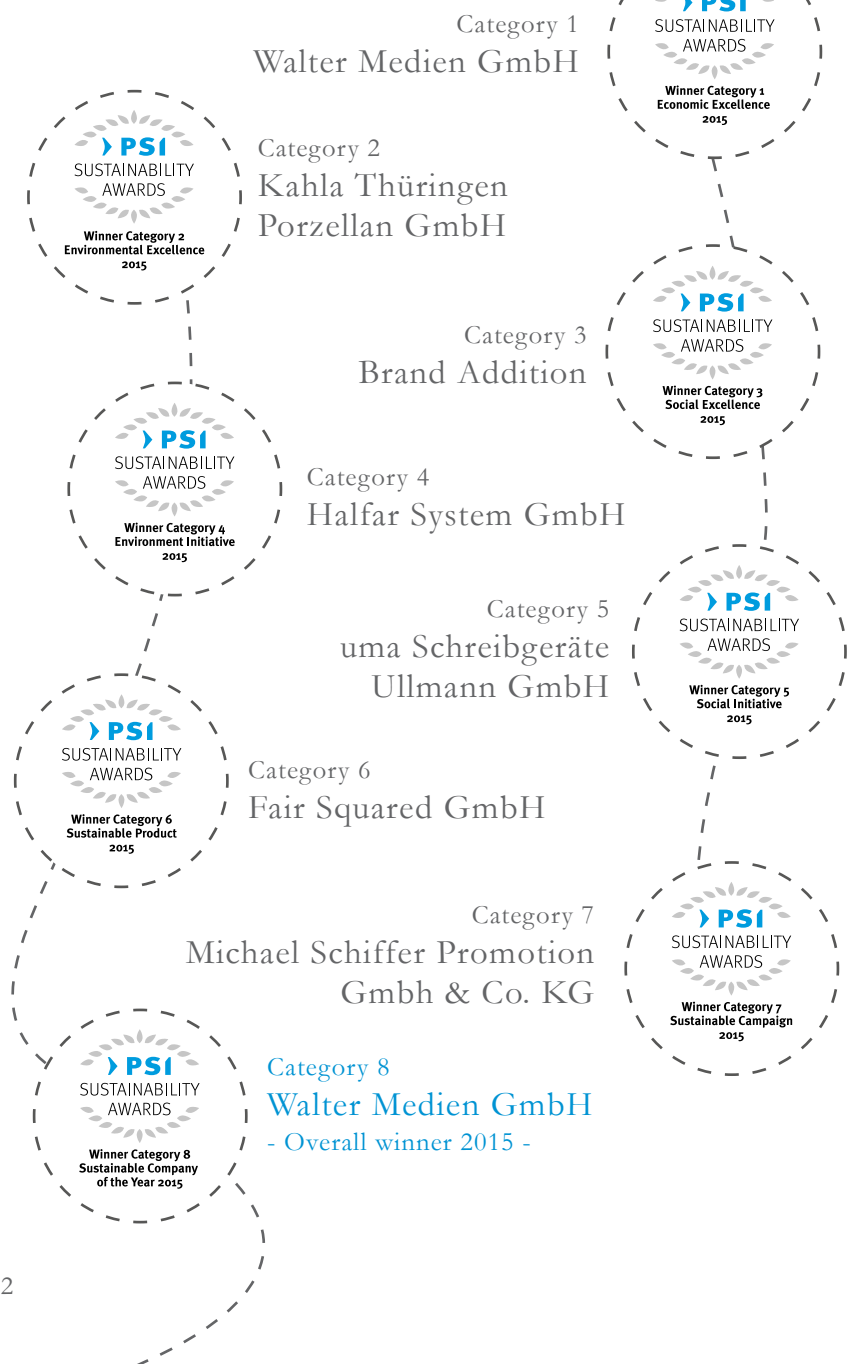 Category 1
Walter Medien GmbH
PSI
SUSTAINABILITY
AWARDS
Winner Category 1
Economic Excellence
2015
PSI
SUSTAINABILITY
AWARDS
Winner Category 2
Environmental Excellence
2015
Category 2
Kahla Thüringen
Porzellan GmbH
Category 3
Brand Addition
PSI
SUSTAINABILITY
AWARDS
Winner Category 3
Social Excellence
2015
PSI
SUSTAINABILITY
AWARDS
Winner Category 4
Environment Initiative
2015
Category 4
Halfar System GmbH
Category 5
uma Schreibgeräte
Ullmann GmbH
PSI
SUSTAINABILITY
AWARDS
Winner Category 5
Social Initiative
2015
PSI
SUSTAINABILITY
AWARDS
Winner Category 6
Sustainable Product
2015
Category 6
Fair Squared GmbH
Category 7
Michael Schiffer Promotion
Gmbh & Co. KG
PSI
SUSTAINABILITY
AWARDS
Winner Category 7
Sustainable Campaign
2015
PSI
SUSTAINABILITY
AWARDS
Winner Category 8
Sustainable Company
of the Year 2015
Category 8
Walter Medien GmbH
- Overall winner 2015 -
2